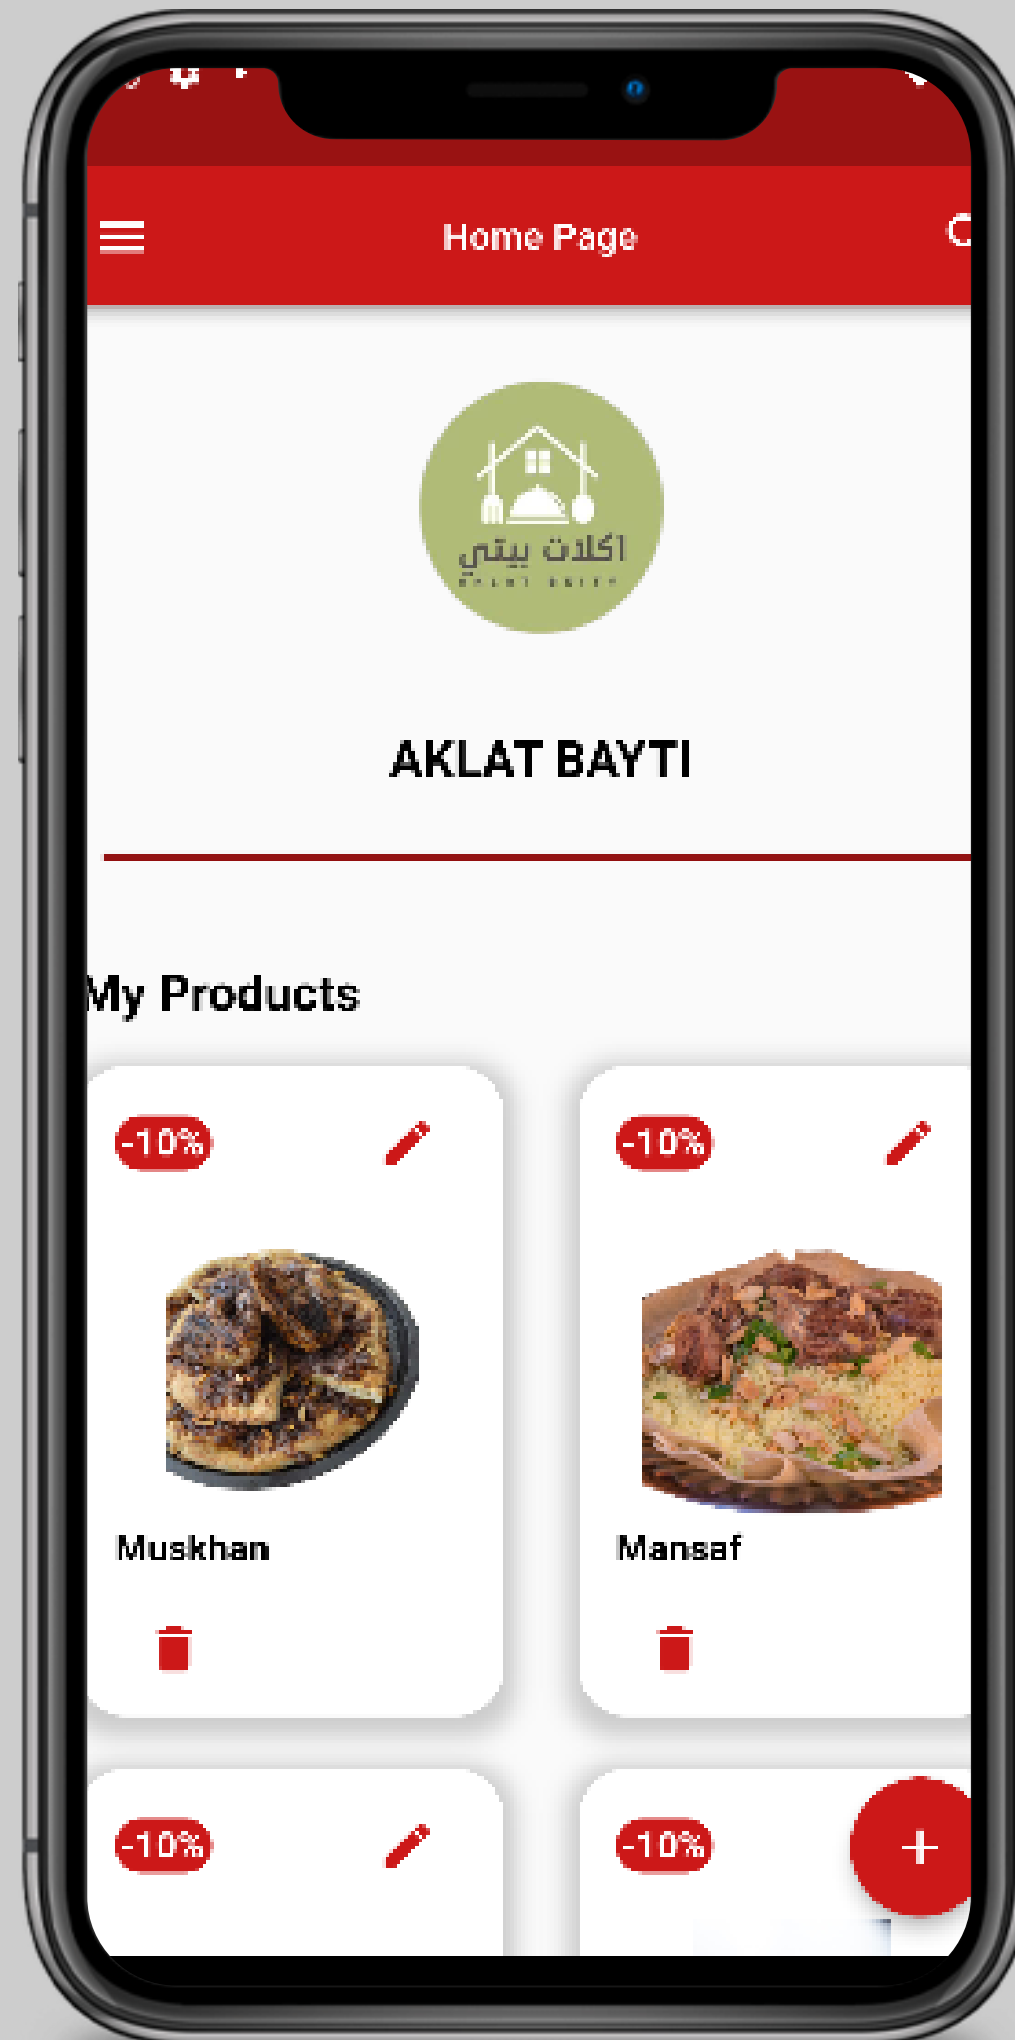 Home Page
اكلات بيتي
AKLAT BAYTI
My Products
-10%
-10%
Muskhan
Mansaf
-10%
-10%